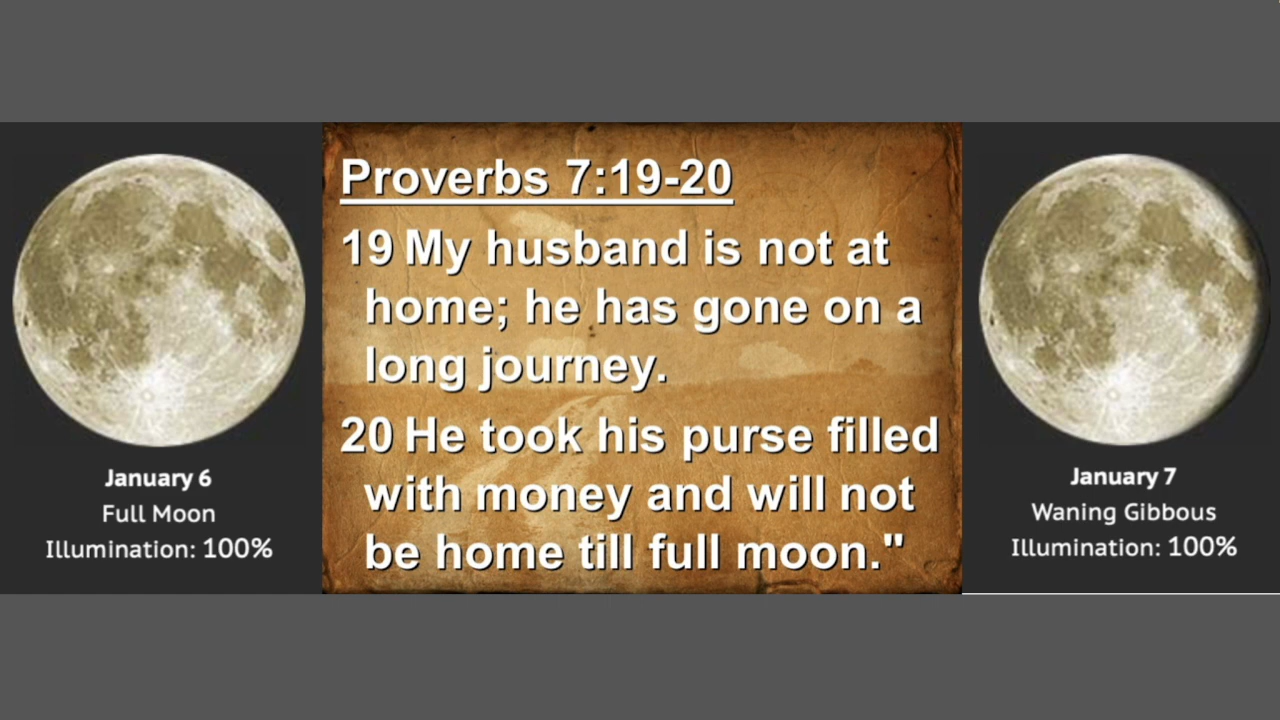 January 6
Full Moon
Illumination: 100%
Proverbs 7:19-20
19 My husband is not at
home; he has gone on a
long journey.
20 He took his purse filled
with money and will not
be home till full moon."
January 7
Waning Gibbous
Illumination: 100%